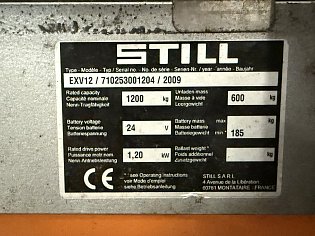 STILL
Type - Modèle - Typ / Serial no. - No. de série - Serien-Nr. / year - année - Baujahr
EXV12 / 710253001204 / 2009
Rated capacity
Capacité nominale
Nenn-Tragfähigkeit
1200 kg
Unladen mass
Masse à vide
Leergewicht
600 kg
Battery voltage
Tension batterie
Batteriespannung
24 V
Battery mass
Masse batterie
Batteriegewicht
max kg
min 185
Rated drive power
Puissance motr. nom.
Nenn-Antriebsleistung
1,20 kW
Ballast weight *
Poids additionnel
Zusatzgewicht
kg
CE
* see Operating instructions
voir Mode d'emploi
siehe Betriebsanleitung
STILL S.A.R.L
4 Avenue de la Libération
60761 MONTATAIRE - FRANCE